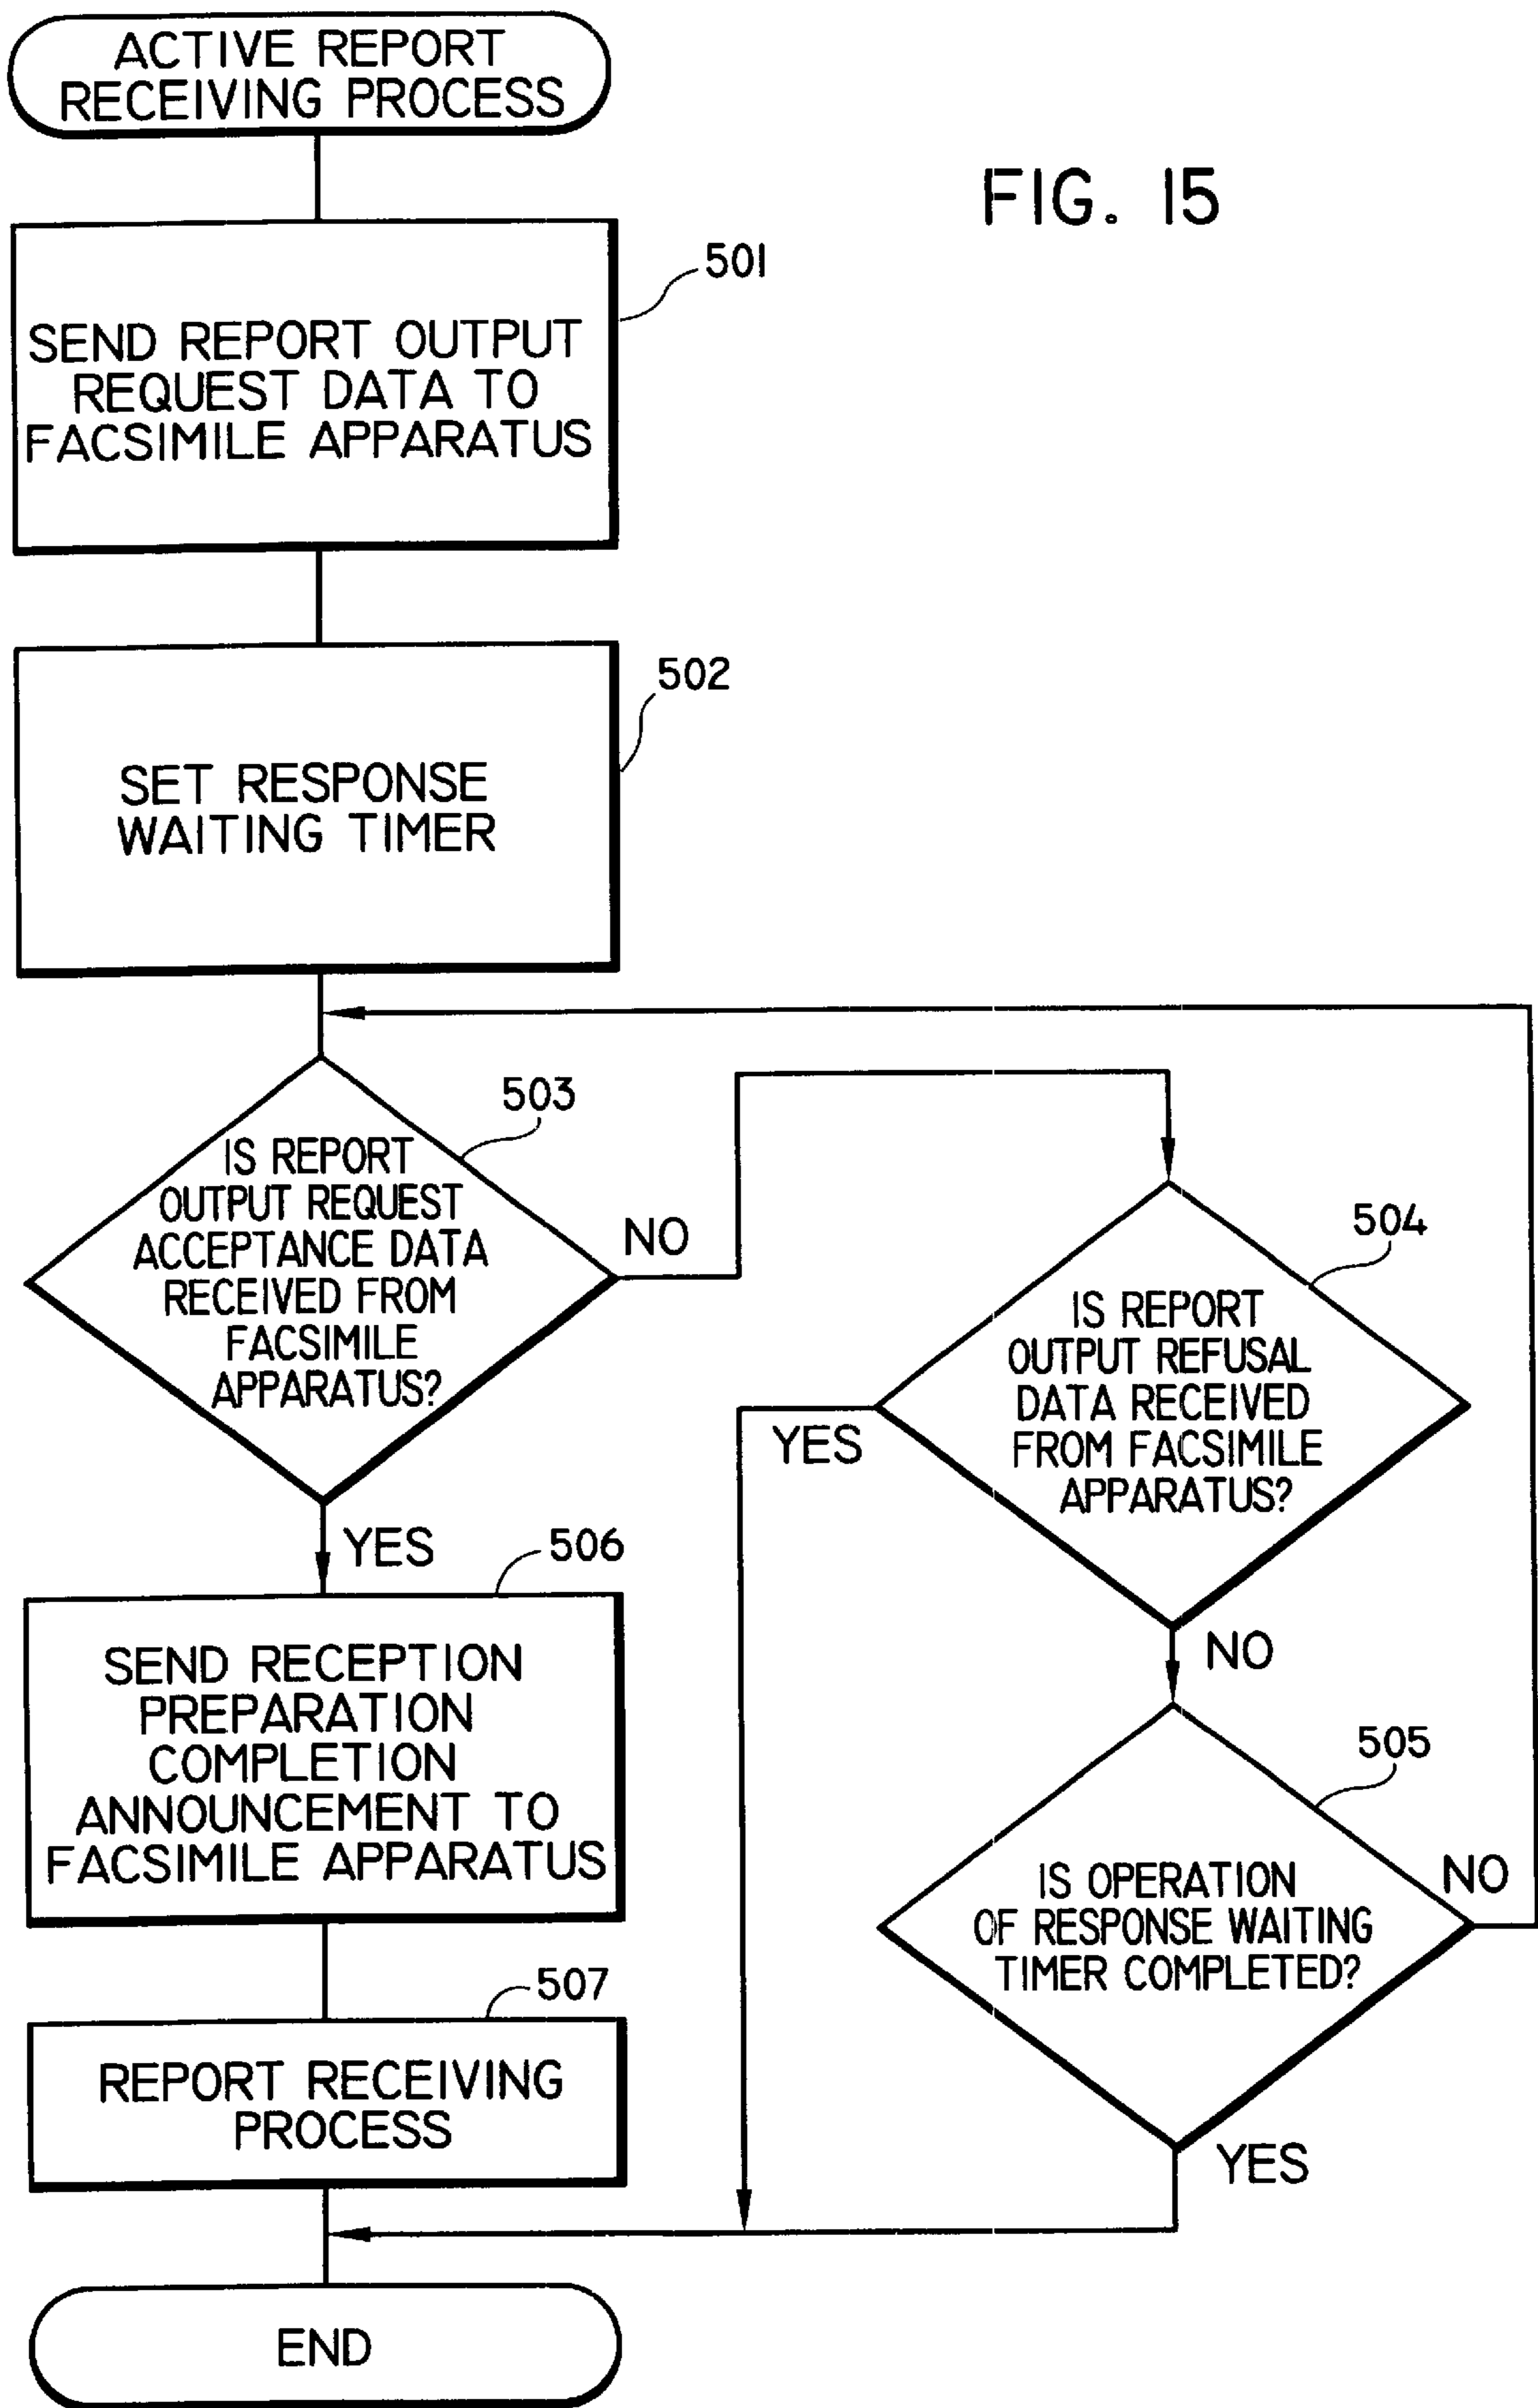 ACTIVE REPORT
RECEIVING PROCESS
FIG. 15
501
SEND REPORT OUTPUT
REQUEST DATA TO
FACSIMILE APPARATUS
502
SET RESPONSE
WAITING TIMER
503
IS REPORT
OUTPUT REQUEST
ACCEPTANCE DATA
RECEIVED FROM
FACSIMILE
APPARATUS?
NO
504
IS REPORT
OUTPUT REFUSAL
DATA RECEIVED
FROM FACSIMILE
APPARATUS?
YES
NO
YES
506
SEND RECEPTION
PREPARATION
COMPLETION
ANNOUNCEMENT TO
FACSIMILE APPARATUS
505
IS OPERATION
OF RESPONSE WAITING
TIMER COMPLETED?
NO
YES
507
REPORT RECEIVING
PROCESS
END